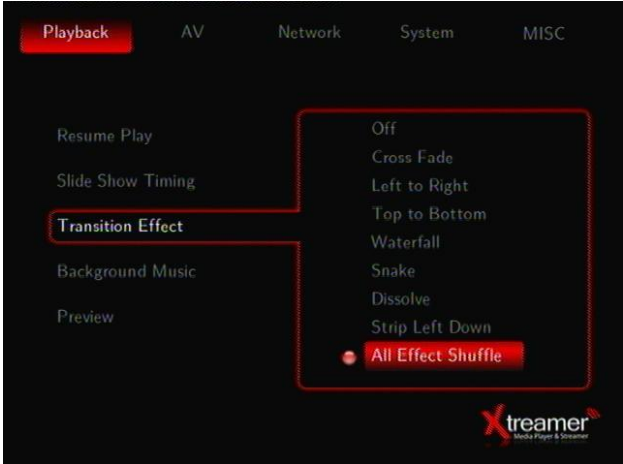 Playback AV Network System MISC
Resume Play
Slide Show Timing
Transition Effect
Background Music
Preview
Off
Cross Fade
Left to Right
Top to Bottom
Waterfall
Snake
Dissolve
Strip Left Down
All Effect Shuffle
Xtreamer
Media Player & Streamer